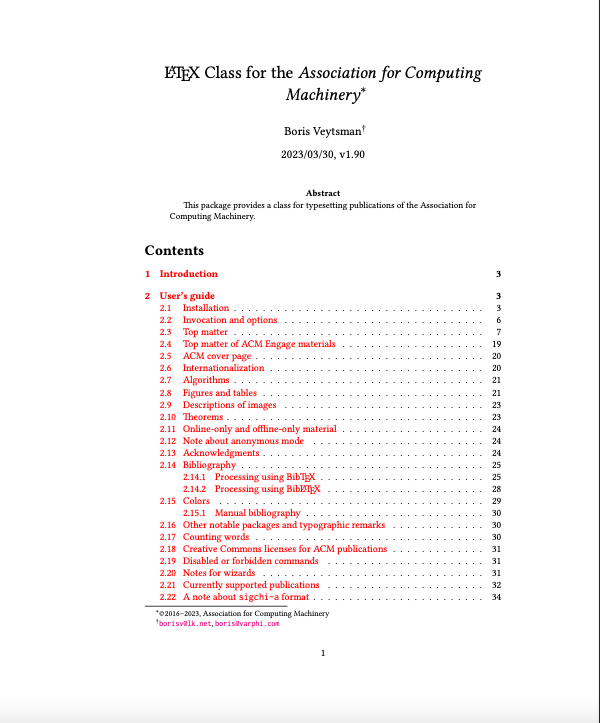 LATEX Class for the Association for Computing
Machinery*
Boris Veytsman†
2023/03/30, v1.90
Abstract
This package provides a class for typesetting publications of the Association for
Computing Machinery.
Contents
1 Introduction 3
2 User's guide 3
2.1 Installation . . . . . . . . . . . . . . . . . . . . . . . . . . . . . . . . . . . 3
2.2 Invocation and options . . . . . . . . . . . . . . . . . . . . . . . . . . . . 6
2.3 Top matter . . . . . . . . . . . . . . . . . . . . . . . . . . . . . . . . . . . 7
2.4 Top matter of ACM Engage materials . . . . . . . . . . . . . . . . . . . . 19
2.5 ACM cover page . . . . . . . . . . . . . . . . . . . . . . . . . . . . . . . . 20
2.6 Internationalization . . . . . . . . . . . . . . . . . . . . . . . . . . . . . . 20
2.7 Algorithms . . . . . . . . . . . . . . . . . . . . . . . . . . . . . . . . . . . 21
2.8 Figures and tables . . . . . . . . . . . . . . . . . . . . . . . . . . . . . . . 21
2.9 Descriptions of images . . . . . . . . . . . . . . . . . . . . . . . . . . . . 23
2.10 Theorems . . . . . . . . . . . . . . . . . . . . . . . . . . . . . . . . . . . . 23
2.11 Online-only and offline-only material . . . . . . . . . . . . . . . . . . . . 24
2.12 Note about anonymous mode . . . . . . . . . . . . . . . . . . . . . . . . 24
2.13 Acknowledgments . . . . . . . . . . . . . . . . . . . . . . . . . . . . . . . 24
2.14 Bibliography . . . . . . . . . . . . . . . . . . . . . . . . . . . . . . . . . . 25
2.14.1 Processing using BibTEX . . . . . . . . . . . . . . . . . . . . . . 25
2.14.2 Processing using BibLATEX . . . . . . . . . . . . . . . . . . . . . 28
2.15 Colors . . . . . . . . . . . . . . . . . . . . . . . . . . . . . . . . . . . . . 29
2.15.1 Manual bibliography . . . . . . . . . . . . . . . . . . . . . . . . 30
2.16 Other notable packages and typographic remarks . . . . . . . . . . . . . 30
2.17 Counting words . . . . . . . . . . . . . . . . . . . . . . . . . . . . . . . . 30
2.18 Creative Commons licenses for ACM publications . . . . . . . . . . . . . 31
2.19 Disabled or forbidden commands . . . . . . . . . . . . . . . . . . . . . . 31
2.20 Notes for wizards . . . . . . . . . . . . . . . . . . . . . . . . . . . . . . . 31
2.21 Currently supported publications . . . . . . . . . . . . . . . . . . . . . . 32
2.22 A note about sigchi-a format . . . . . . . . . . . . . . . . . . . . . . . . 34
*©2016–2023, Association for Computing Machinery
†borisv@lk.net, boris@varphi.com
1